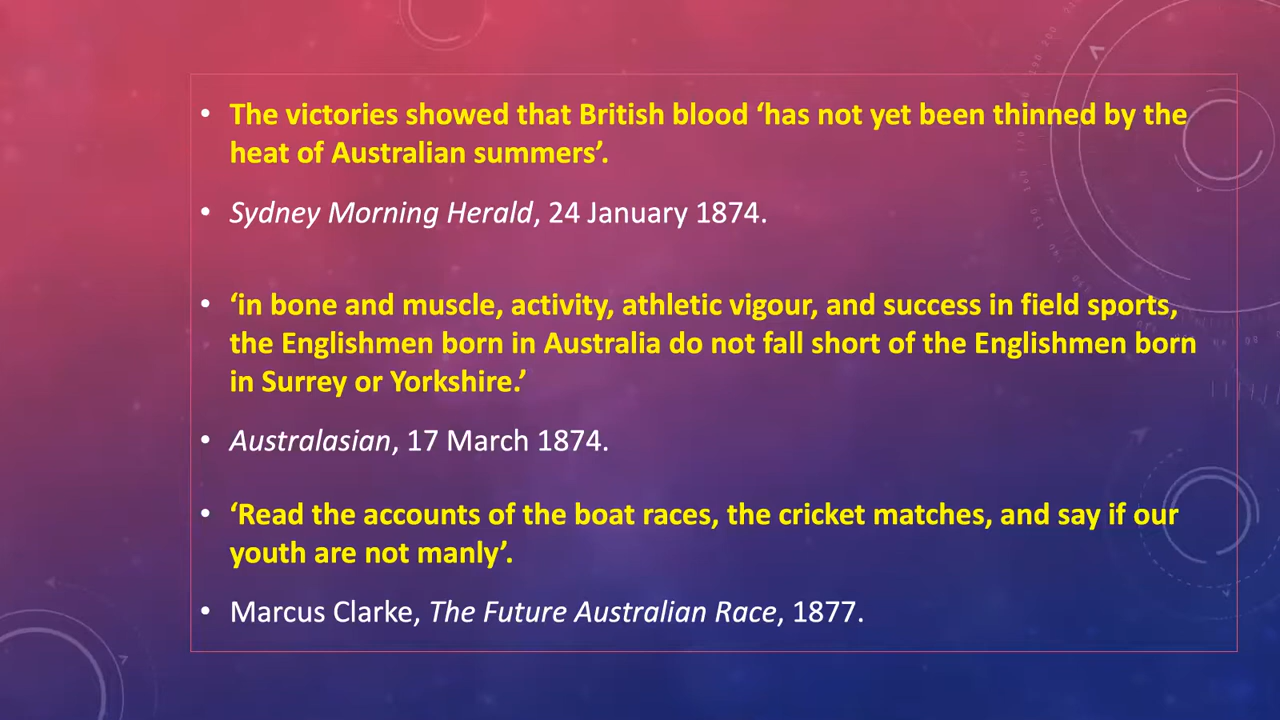 • The victories showed that British blood ‘has not yet been thinned by the
heat of Australian summers’.
• Sydney Morning Herald, 24 January 1874.
• ‘in bone and muscle, activity, athletic vigour, and success in field sports,
the Englishmen born in Australia do not fall short of the Englishmen born
in Surrey or Yorkshire.’
• Australasian, 17 March 1874.
• ‘Read the accounts of the boat races, the cricket matches, and say if our
youth are not manly’.
• Marcus Clarke, The Future Australian Race, 1877.